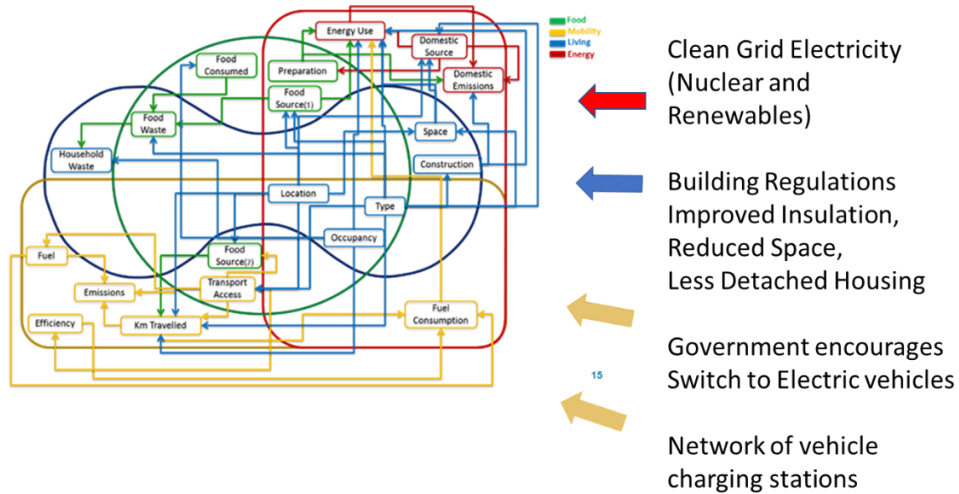 Food
Mobility
Living
Energy
Energy Use
Domestic
Source
Food
Consumed
Preparation
Domestic
Emissions
Food
Source(1)
Food
Waste
Space
Household
Waste
Construction
Location
Type
Occupancy
Food
Source(2)
Fuel
Transport
Access
Emissions
Fuel
Consumption
Efficiency
Km Travelled
15
Clean Grid Electricity
(Nuclear and
Renewables)
Building Regulations
Improved Insulation,
Reduced Space,
Less Detached Housing
Government encourages
Switch to Electric vehicles
Network of vehicle
charging stations